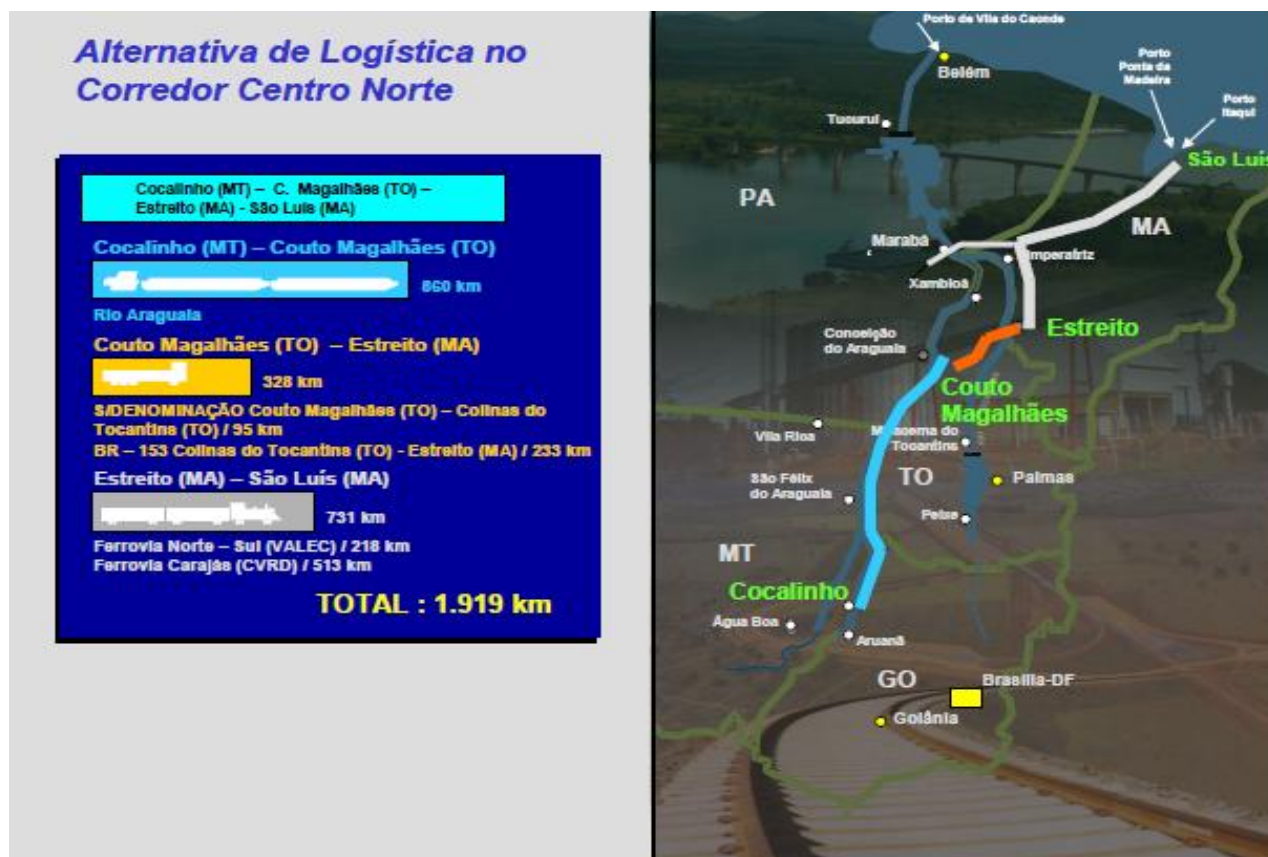 Alternativa de Logística no
Corredor Centro Norte
Cocalinho (MT) – C. Magalhães (TO) –
Estreito (MA) - São Luís (MA)
Cocalinho (MT) – Couto Magalhães (TO)
860 km
Rio Araguaia
Couto Magalhães (TO) – Estreito (MA)
328 km
S/DENOMINAÇÃO Couto Magalhães (TO) – Colinas do
Tocantins (TO) / 95 km
BR – 153 Colinas do Tocantins (TO) - Estreito (MA) / 233 km
Estreito (MA) – São Luís (MA)
731 km
Ferrovia Norte – Sul (VALEC) / 218 km
Ferrovia Carajás (CVRD) / 513 km
TOTAL : 1.919 km
Porto de Vila do Caonde
Belém
Porto
Ponta da
Madeira
Porto
Itaqui
Tucuruí
São Luís
PA
MA
Marabá
Imperatriz
Xambioá
Estreito
Conceição
do Araguaia
Couto
Magalhães
Vila Rica
Miracema do
Tocantins
TO
Palmas
São Félix
do Araguaia
Peixe
MT
Cocalinho
Água Boa
Aruanã
GO
Brasília-DF
Goiânia